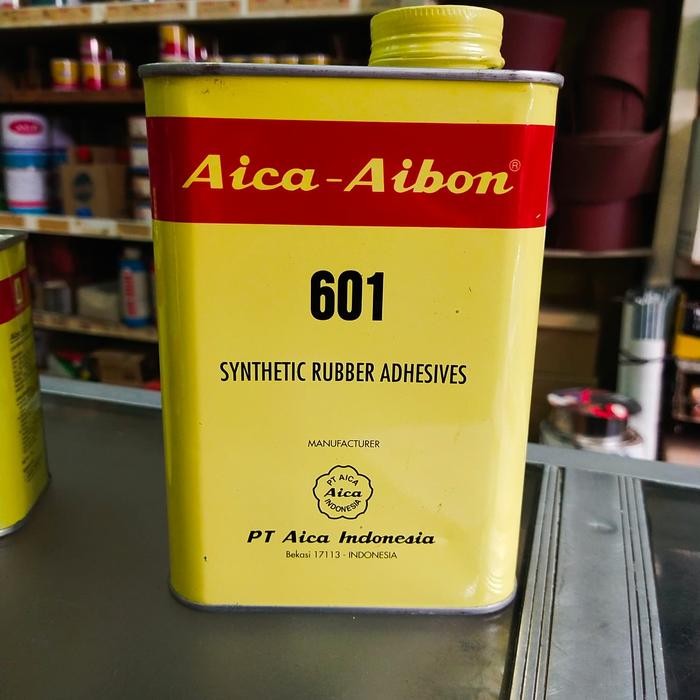 Aica-Aibon®
601
SYNTHETIC RUBBER ADHESIVES
MANUFACTURER
PT AICA
Aica
INDONESIA
PT Aica Indonesia
Bekasi 17113 - INDONESIA